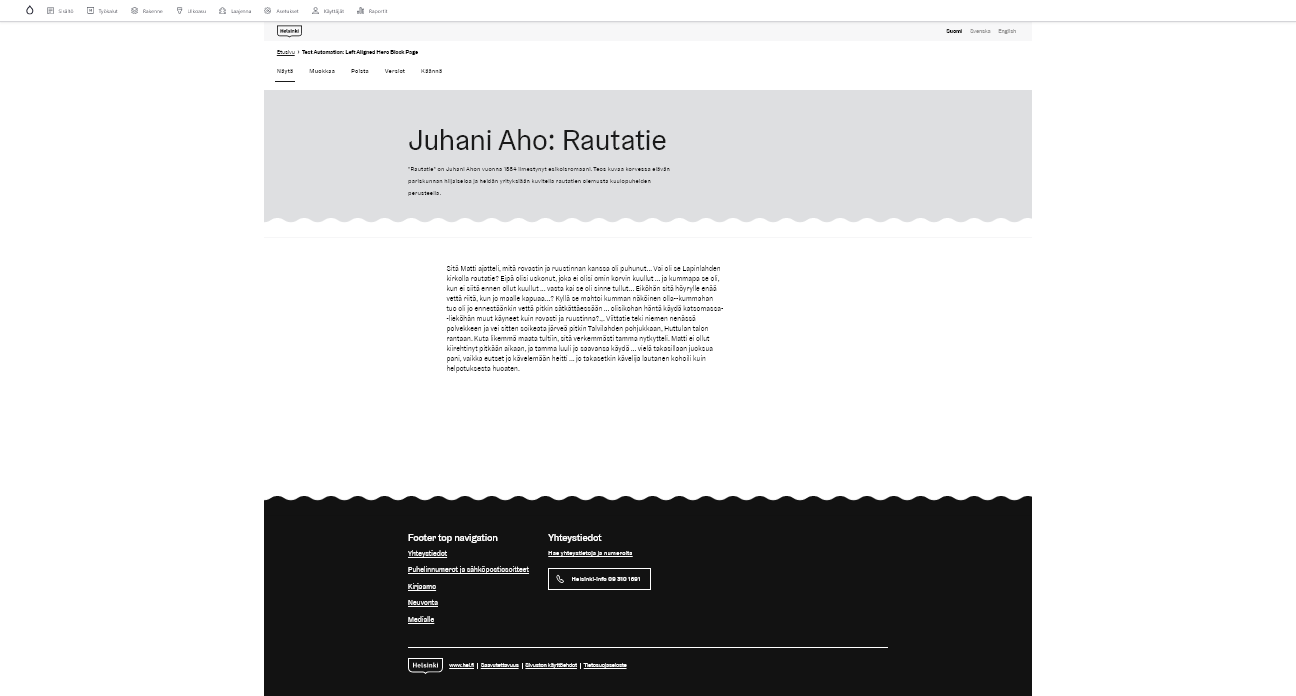 Sisältö Työkalut Rakenne Ulkoasu Laajenna Asetukset Käyttäjät Raportit
Helsinki
Suomi Svenska English
Etusivu › Test Automation: Left Aligned Hero Block Page
Näytä Muokkaa Poista Versiot Käännä
Juhani Aho: Rautatie
"Rautatie" on Juhani Ahon vuonna 1884 ilmestynyt esikoisromaani. Teos kuvaa korvessa elävän
pariskunnan hiljaiseloa ja heidän yrityksiään kuvitella rautatien olemusta kuulopuheiden
perusteella.
Sitä Matti ajatteli, mitä rovastin ja ruustinnan kanssa oli puhunut... Vai oli se Lapinlahden
kirkolla rautatie? Eipä olisi uskonut, joka ei olisi omin korvin kuullut ... ja kummapa se oli,
kun ei siitä ennen ollut kuullut ... vasta kai se oli sinne tullut... Eiköhän sitä höyrylle enää
vettä riitä, kun jo maalle kapuaa...? Kyllä se mahtoi kumman näköinen olla--kummahan
tuo oli jo ennestäänkin vettä pitkin sätkättäessään ... olisikohan häntä käydä katsomassa-
-lieköhän muut käyneet kuin rovasti ja ruustinna?... Viittatie teki niemen nenässä
polvekkeen ja vei sitten soikeata järveä pitkin Talvilahden pohjukkaan, Huttulan talon
rantaan. Kuta likemmä maata tultiin, sitä verkemmästi tamma nytkytteli. Matti ei ollut
kiirehtinyt pitkään aikaan, ja tamma luuli jo saavansa käydä ... vielä takasillaan juoksua
pani, vaikka eutset jo kävelemään heitti ... jo takasetkin kävelijä lautanen kohoili kuin
helpotuksesta huoaten.
Footer top navigation
Yhteystiedot
Puhelinnumerot ja sähköpostiosoitteet
Kirjaamo
Neuvonta
Medialle
Yhteystiedot
Hae yhteystietoja ja numeroita
Helsinki-info 09 310 1691
Helsinki www.hel.fi | Saavutettavuus | Sivuston käyttöehdot | Tietosuojaseloste